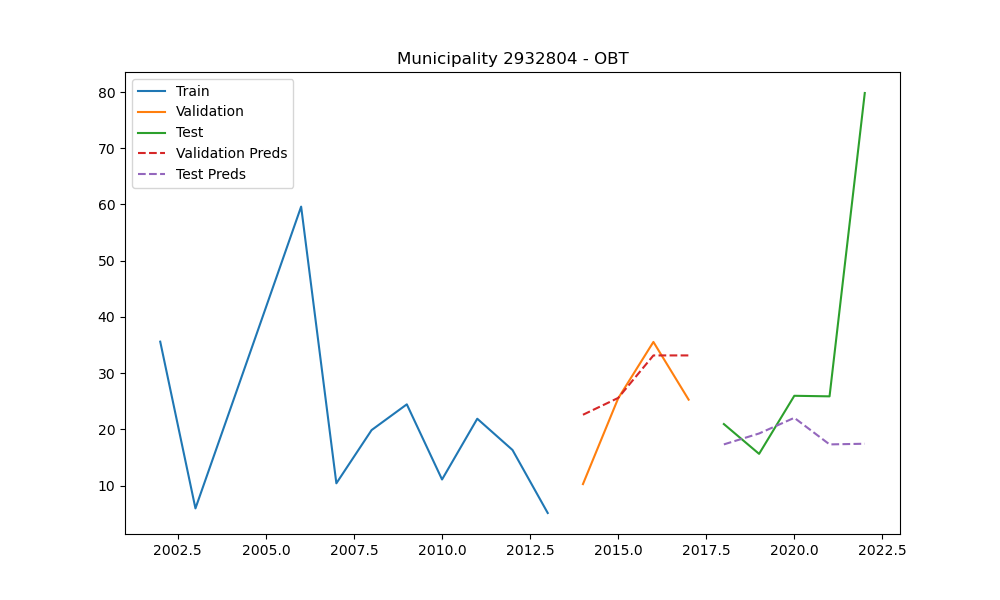 Municipality 2932804 - OBT
Train
Validation
Test
Validation Preds
Test Preds
80
70
60
50
40
30
20
10
2002.5 2005.0 2007.5 2010.0 2012.5 2015.0 2017.5 2020.0 2022.5